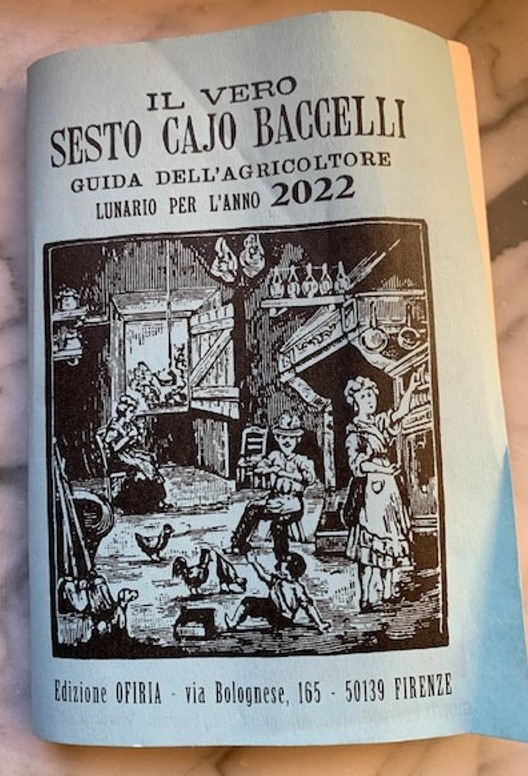 IL VERO
SESTO CAJO BACCELLI
GUIDA DELL'AGRICOLTORE
LUNARIO PER L'ANNO 2022
Edizione OFIRIA - via Bolognese, 165 - 50139 FIRENZE